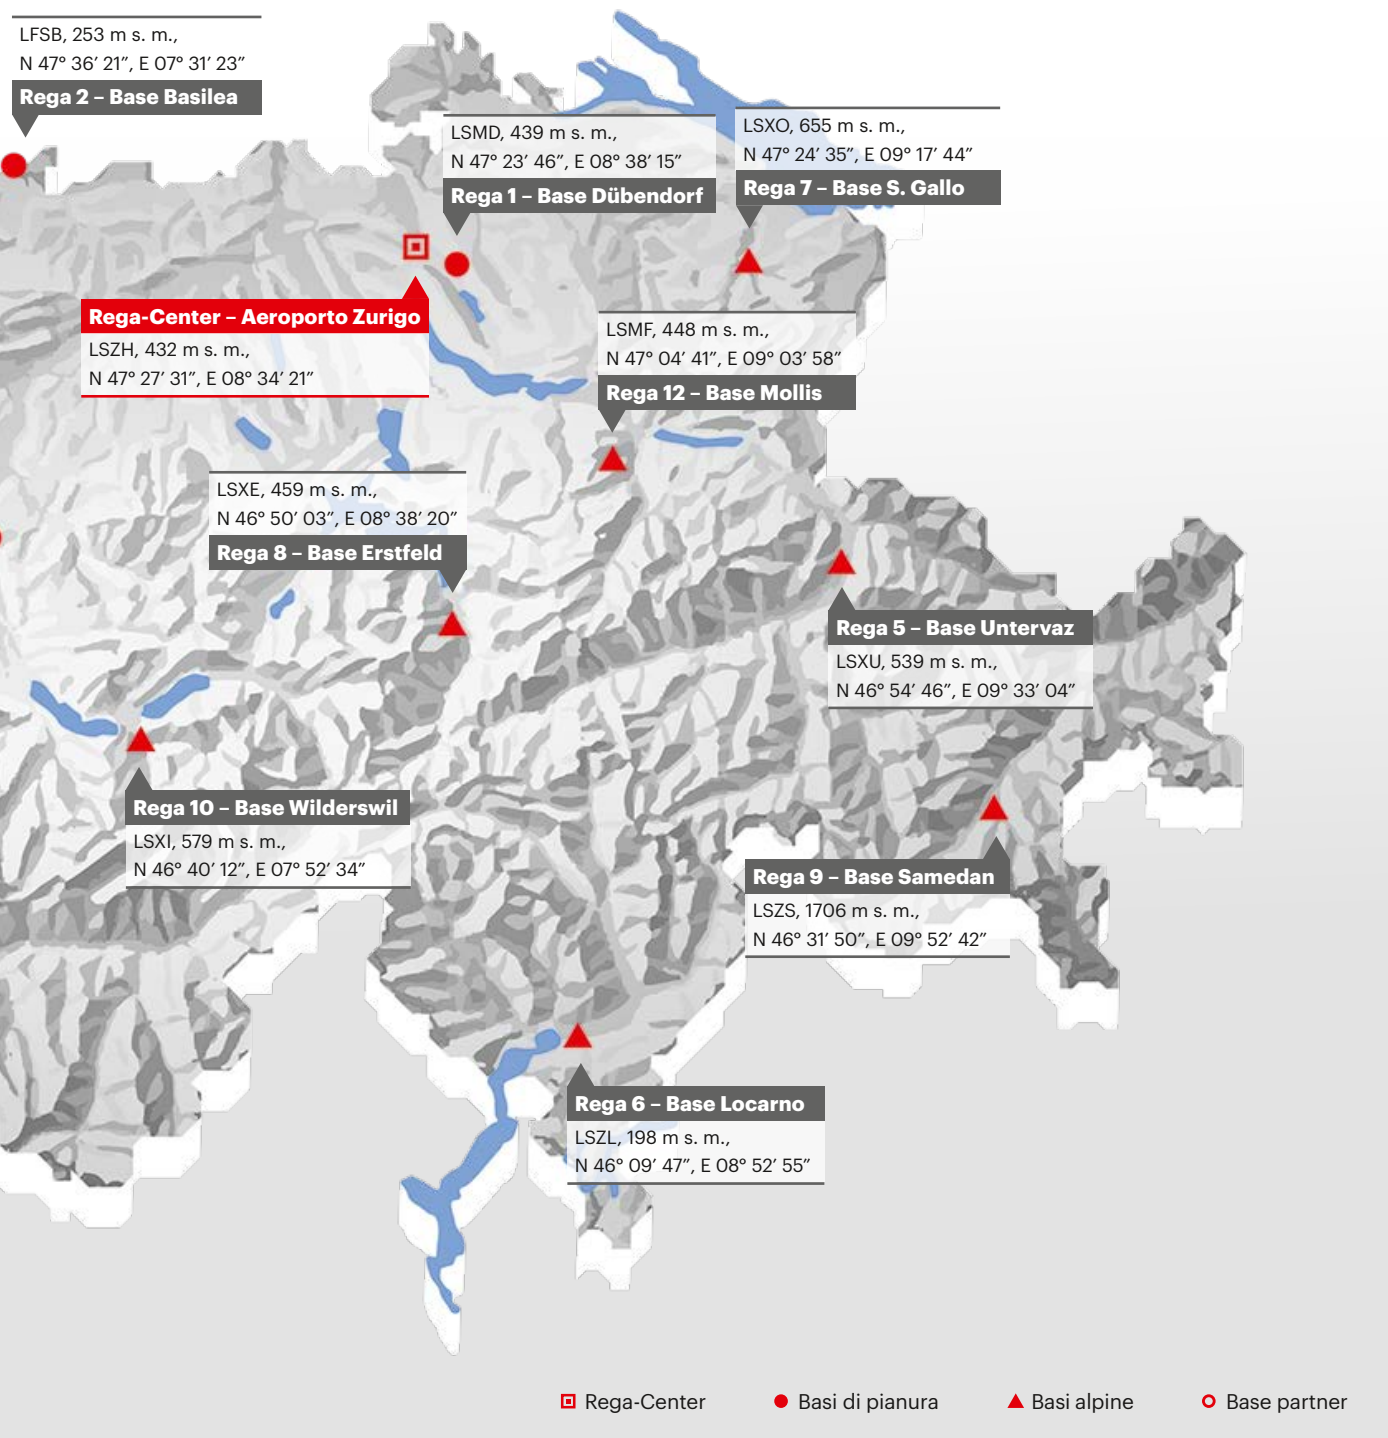 LFSB, 253 m s. m.,
N 47° 36′ 21″, E 07° 31′ 23″
Rega 2 – Base Basilea
LSMD, 439 m s. m.,
N 47° 23′ 46″, E 08° 38′ 15″
Rega 1 – Base Dübendorf
LSXO, 655 m s. m.,
N 47° 24′ 35″, E 09° 17′ 44″
Rega 7 – Base S. Gallo
Rega-Center – Aeroporto Zurigo
LSZH, 432 m s. m.,
N 47° 27′ 31″, E 08° 34′ 21″
LSMF, 448 m s. m.,
N 47° 04′ 41″, E 09° 03′ 58″
Rega 12 – Base Mollis
LSXE, 459 m s. m.,
N 46° 50′ 03″, E 08° 38′ 20″
Rega 8 – Base Erstfeld
Rega 5 – Base Untervaz
LSXU, 539 m s. m.,
N 46° 54′ 46″, E 09° 33′ 04″
Rega 10 – Base Wilderswil
LSXI, 579 m s. m.,
N 46° 40′ 12″, E 07° 52′ 34″
Rega 9 – Base Samedan
LSZS, 1706 m s. m.,
N 46° 31′ 50″, E 09° 52′ 42″
Rega 6 – Base Locarno
LSZL, 198 m s. m.,
N 46° 09′ 47″, E 08° 52′ 55″
Rega-Center
Basi di pianura
Basi alpine
Base partner